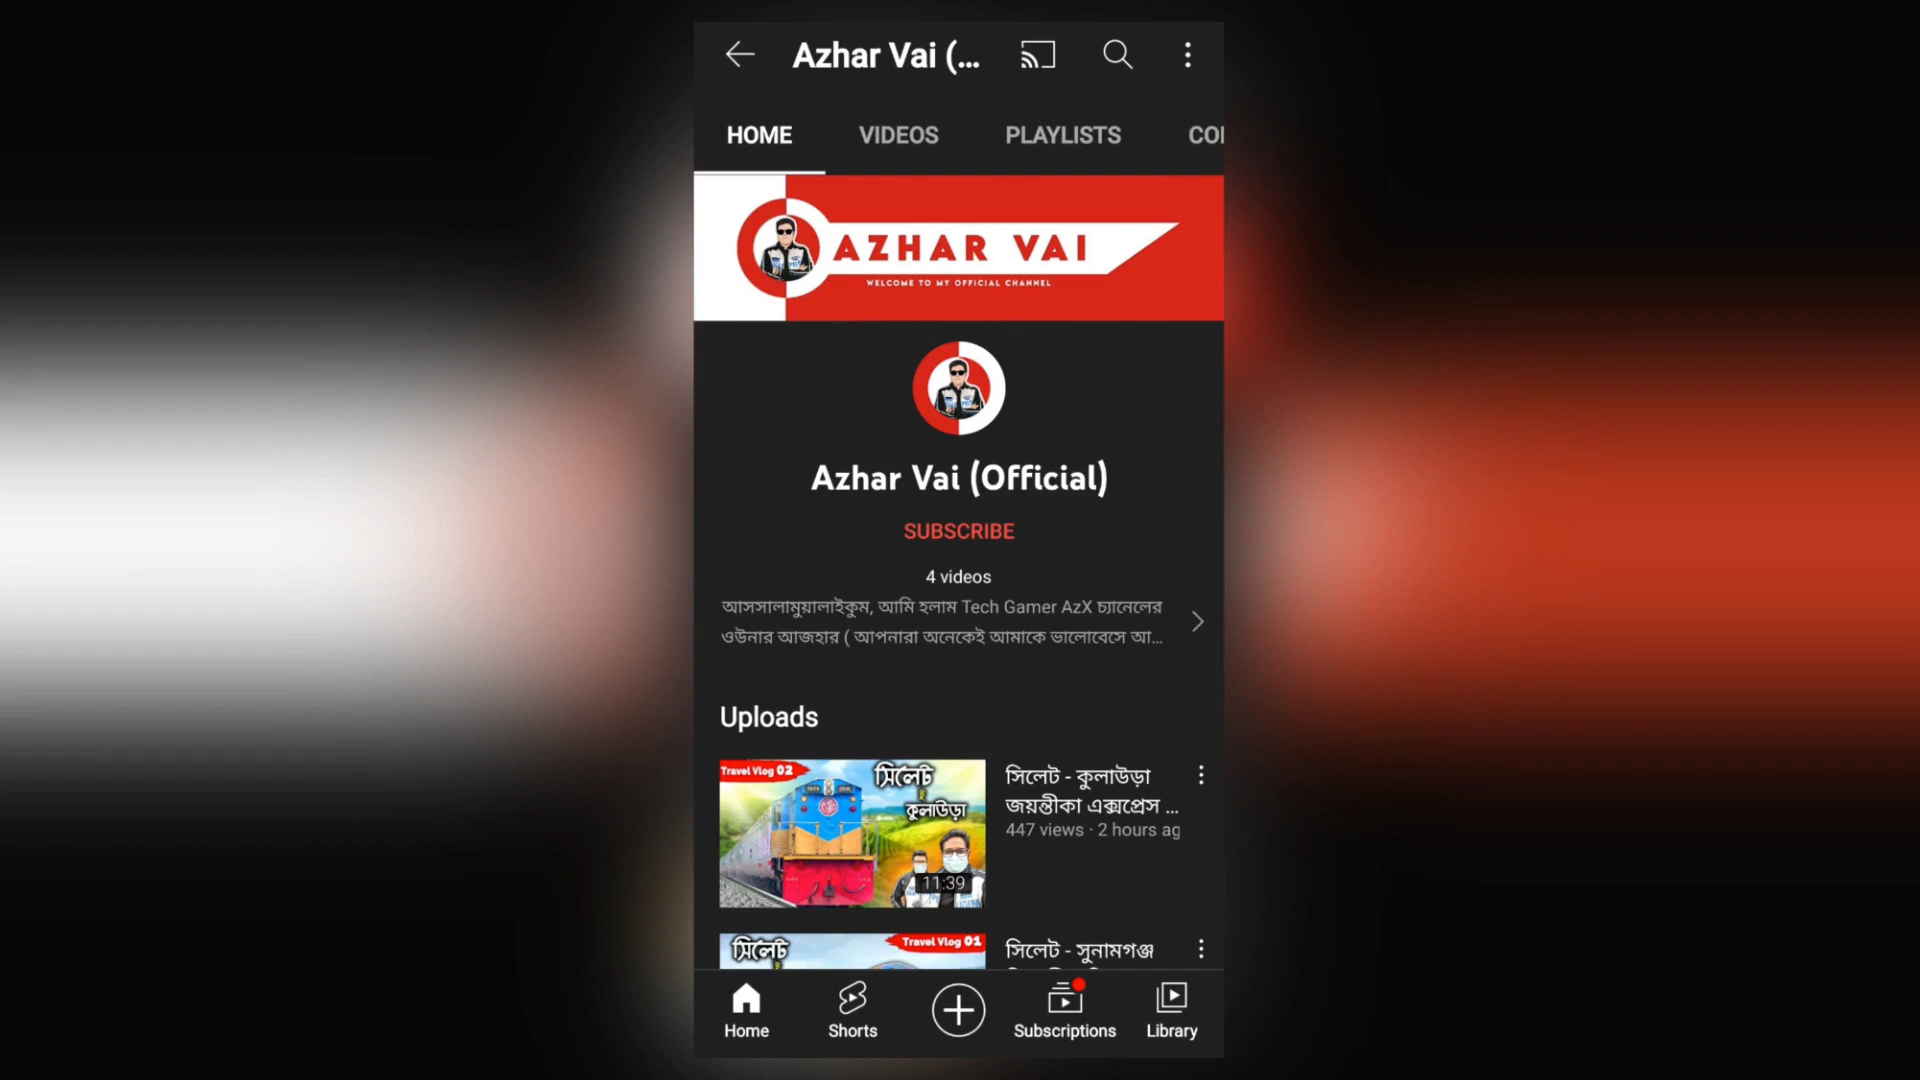 Azhar Vai (...
HOME VIDEOS PLAYLISTS CO
AZHAR VAI
WELCOME TO MY OFFICIAL CHANNEL
Azhar Vai (Official)
SUBSCRIBE
4 videos
আসসালামুয়ালাইকুম, আমি হলাম Tech Gamer AzX চ্যানেলের
ওউনার আজহার ( আপনারা অনেকেই আমাকে ভালোবেসে আ...
Uploads
Travel Vlog 02
সিলেট
কুলাউড়া
11:39
সিলেট - কুলাউড়া
জয়ন্তীকা এক্সপ্রেস ...
447 views · 2 hours ag
সিলেট
Travel Vlog 01
সিলেট - সুনামগঞ্জ
Home Shorts Subscriptions Library